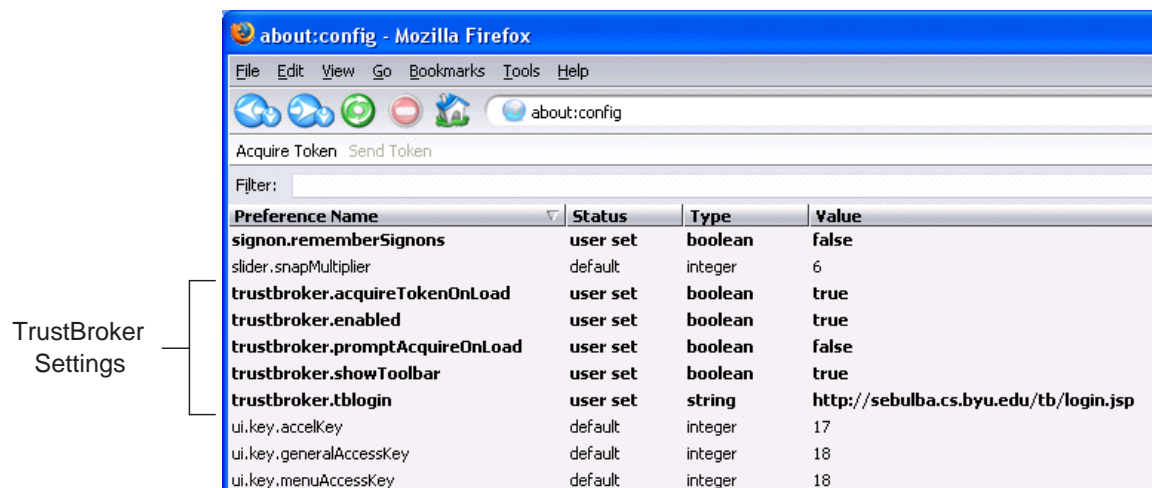 about:config - Mozilla Firefox
File Edit View Go Bookmarks Tools Help
about:config
Acquire Token Send Token
Filter:
Preference Name Status Type Value
signon.rememberSignons user set boolean false
slider.snapMultiplier default integer 6
trustbroker.acquireTokenOnLoad user set boolean true
trustbroker.enabled user set boolean true
trustbroker.promptAcquireOnLoad user set boolean false
trustbroker.showToolbar user set boolean true
trustbroker.tblogin user set string http://sebulba.cs.byu.edu/tb/login.jsp
ui.key.accelKey default integer 17
ui.key.generalAccessKey default integer 18
ui.key.menuAccessKey default integer 18
TrustBroker
Settings